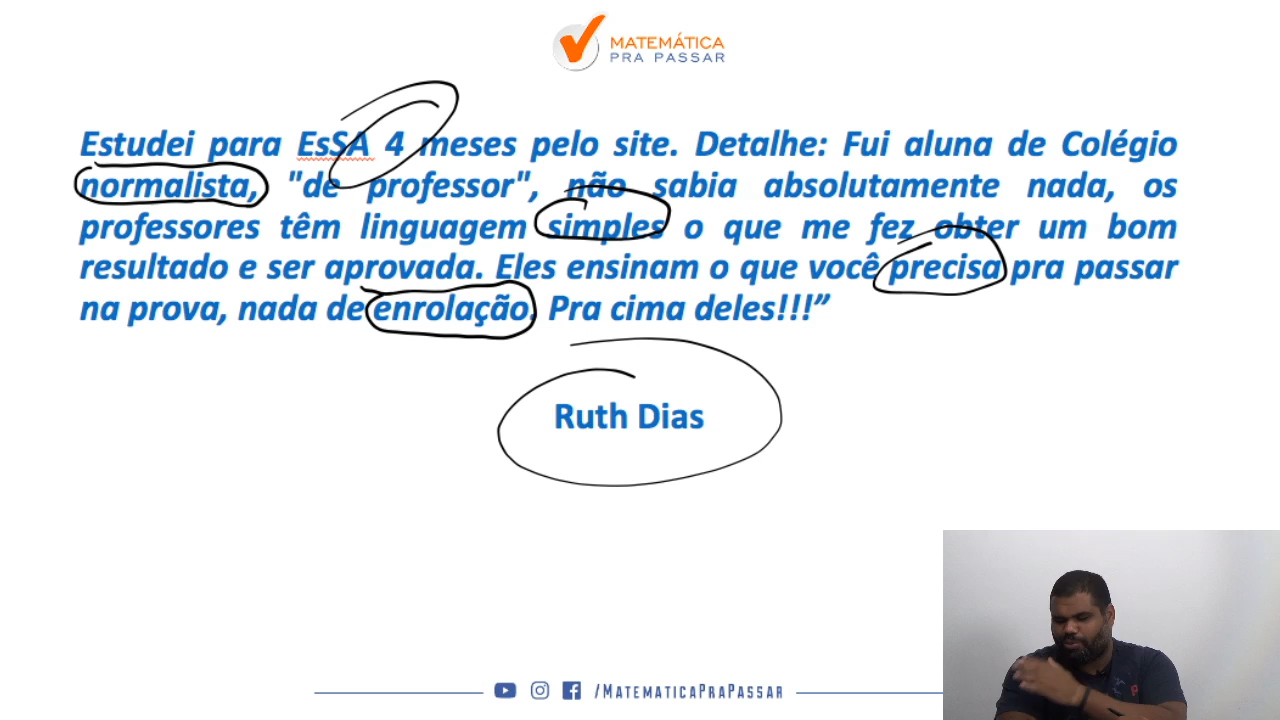 MATEMÁTICA
PRA PASSAR
Estudei para EsSA 4 meses pelo site. Detalhe: Fui aluna de Colégio
normalista, "de professor", não sabia absolutamente nada, os
professores têm linguagem simples o que me fez obter um bom
resultado e ser aprovada. Eles ensinam o que você precisa pra passar
na prova, nada de enrolação. Pra cima deles!!!”
Ruth Dias
/MATEMATICAPRAPASSAR